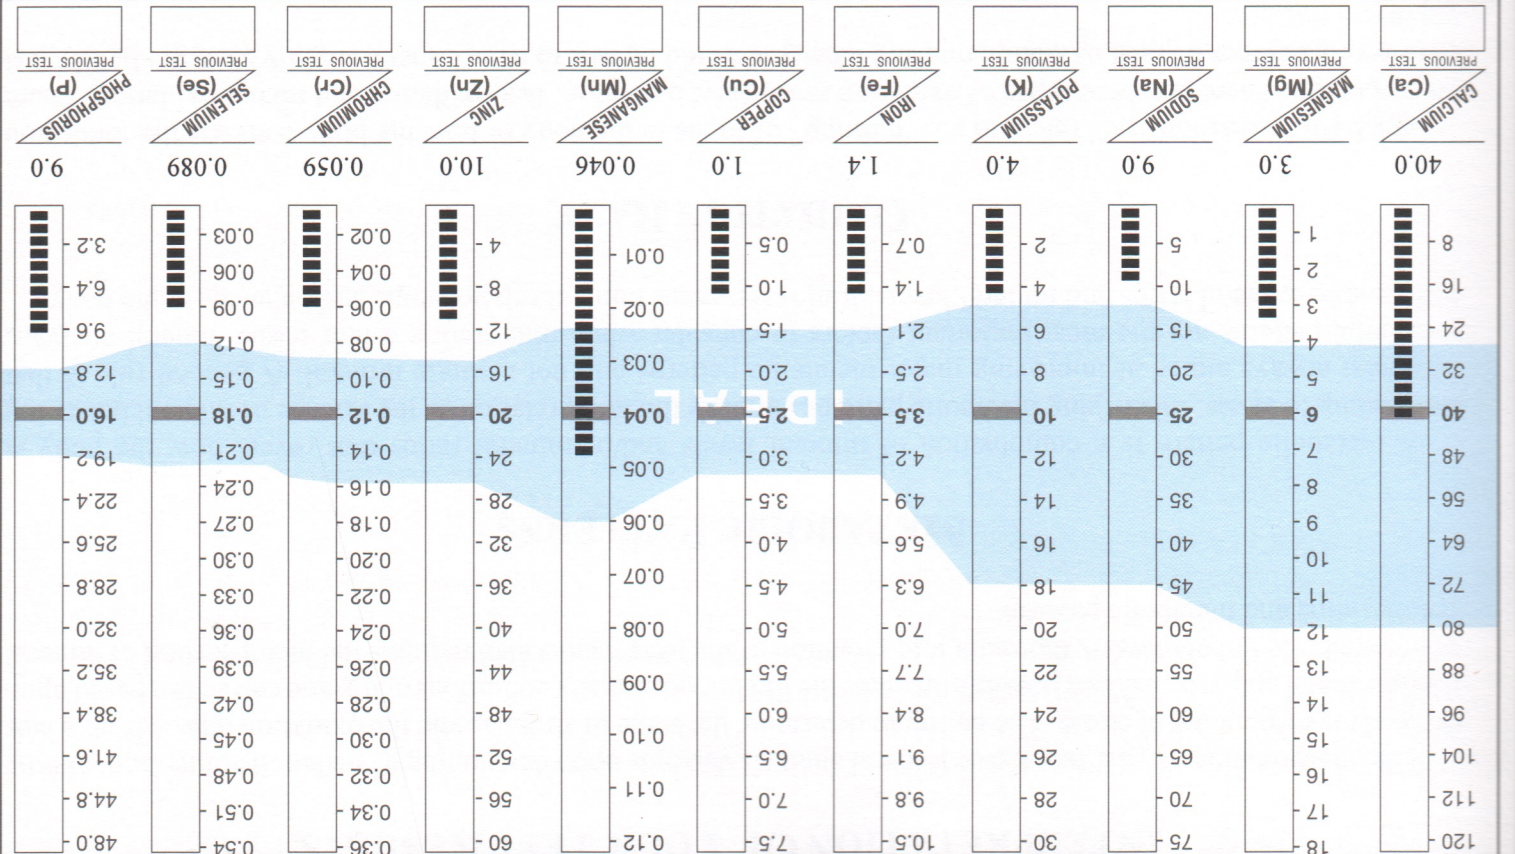 120 112 104 96 88 80 72 64 56 48 40 32 24 16 8
18 17 16 15 14 13 12 11 10 9 8 7 6 5 4 3 2 1
75 70 65 60 55 50 45 40 35 30 25 20 15 10 5
30 28 26 24 22 20 18 16 14 12 10 8 6 4 2
10.5 9.8 9.1 8.4 7.7 7.0 6.3 5.6 4.9 4.2 3.5 2.5 2.1 1.4 0.7
7.5 7.0 6.5 6.0 5.5 5.0 4.5 4.0 3.5 3.0 2.5 2.0 1.5 1.0 0.5
0.12 0.11 0.10 0.09 0.08 0.07 0.06 0.05 0.04 0.03 0.02 0.01
60 56 52 48 44 40 36 32 28 24 20 16 12 8 4
0.36 0.34 0.32 0.30 0.28 0.26 0.24 0.22 0.20 0.18 0.16 0.14 0.12 0.10 0.08 0.06 0.04 0.02
0.54 0.51 0.48 0.45 0.42 0.39 0.36 0.33 0.30 0.27 0.24 0.21 0.18 0.15 0.12 0.09 0.06 0.03
48.0 44.8 41.6 38.4 35.2 32.0 28.8 25.6 22.4 19.2 16.0 12.8 9.6 6.4 3.2
IDEAL
40.0 3.0 9.0 4.0 1.4 1.0 0.046 10.0 0.059 0.089 9.0
CALCIUM MAGNESIUM SODIUM POTASSIUM IRON COPPER MANGANESE ZINC CHROMIUM SELENIUM PHOSPHORUS
(Ca) (Mg) (Na) (K) (Fe) (Cu) (Mn) (Zn) (Cr) (Se) (P)
PREVIOUS TEST PREVIOUS TEST PREVIOUS TEST PREVIOUS TEST PREVIOUS TEST PREVIOUS TEST PREVIOUS TEST PREVIOUS TEST PREVIOUS TEST PREVIOUS TEST PREVIOUS TEST